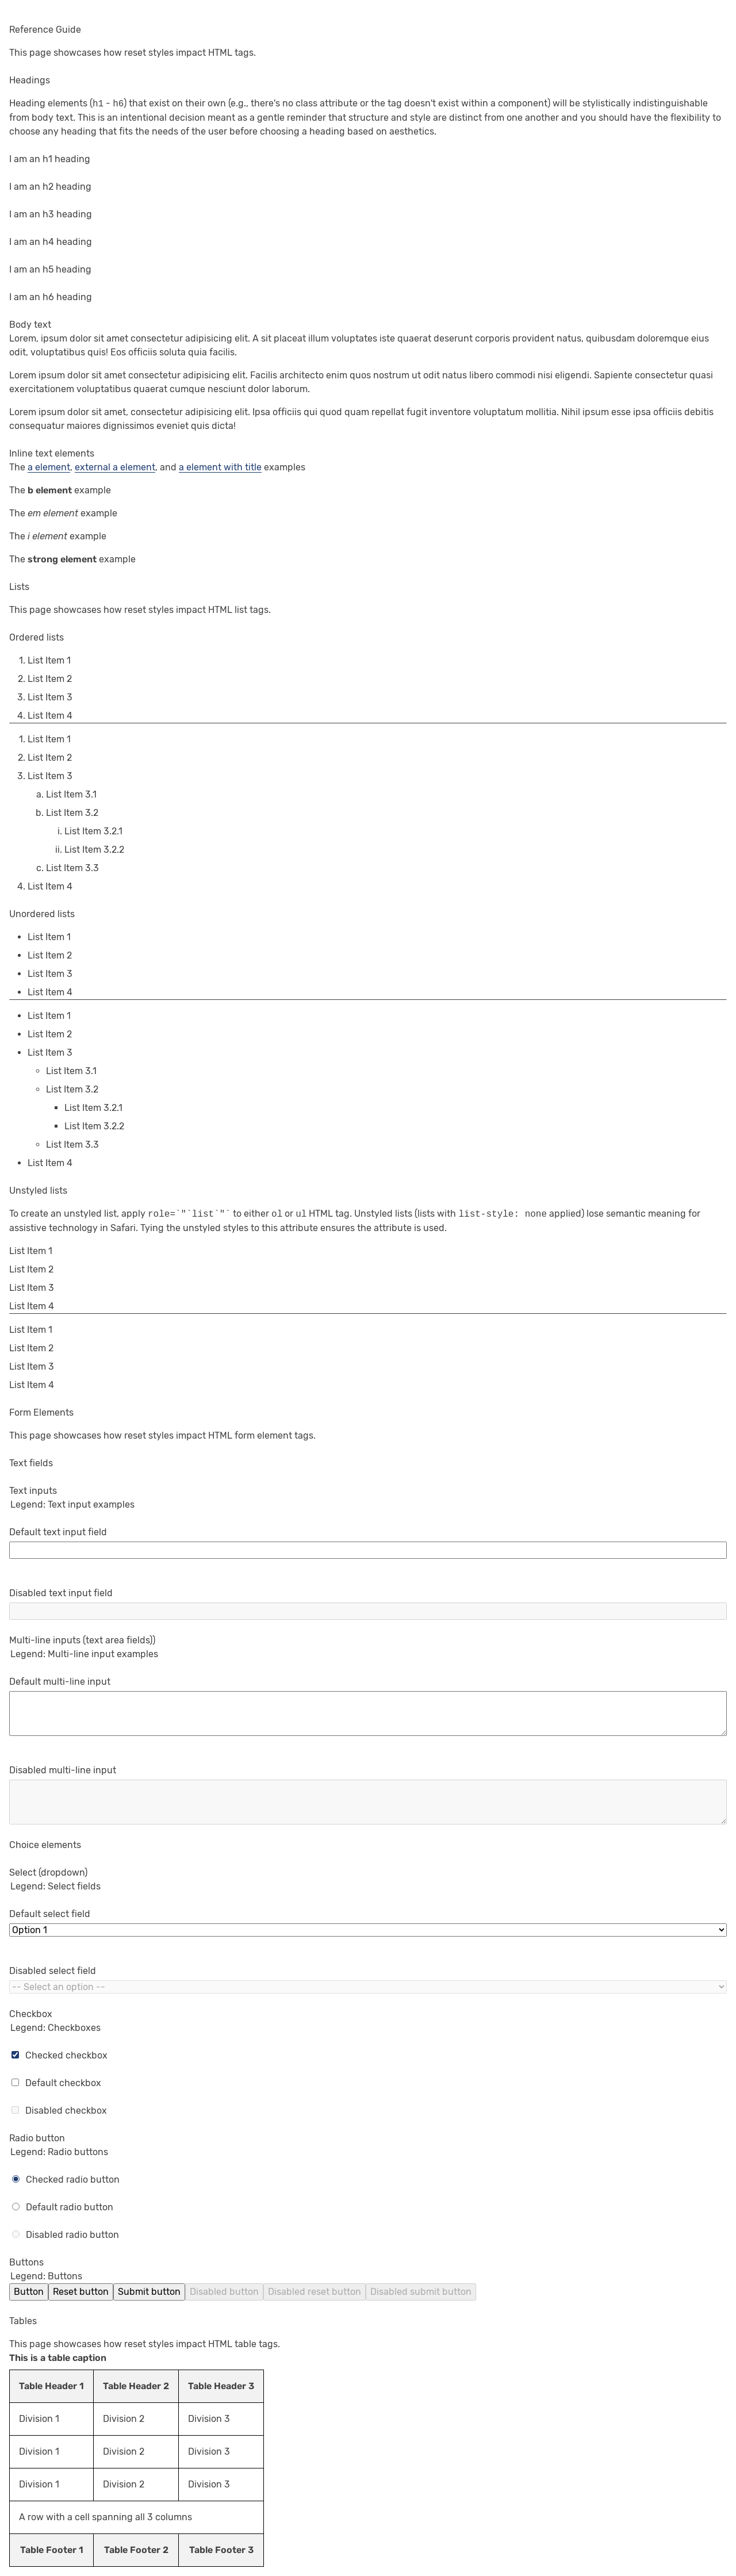 Reference Guide
This page showcases how reset styles impact HTML tags.
Headings
Heading elements (h1 - h6) that exist on their own (e.g., there's no class attribute or the tag doesn't exist within a component) will be stylistically indistinguishable
from body text. This is an intentional decision meant as a gentle reminder that structure and style are distinct from one another and you should have the flexibility to
choose any heading that fits the needs of the user before choosing a heading based on aesthetics.
I am an h1 heading
I am an h2 heading
I am an h3 heading
I am an h4 heading
I am an h5 heading
I am an h6 heading
Body text
Lorem, ipsum dolor sit amet consectetur adipisicing elit. A sit placeat illum voluptates iste quaerat deserunt corporis provident natus, quibusdam doloremque eius
odit, voluptatibus quis! Eos officiis soluta quia facilis.
Lorem ipsum dolor sit amet consectetur adipisicing elit. Facilis architecto enim quos nostrum ut odit natus libero commodi nisi eligendi. Sapiente consectetur quasi
exercitationem voluptatibus quaerat cumque nesciunt dolor laborum.
Lorem ipsum dolor sit amet, consectetur adipisicing elit. Ipsa officiis qui quod quam repellat fugit inventore voluptatum mollitia. Nihil ipsum esse ipsa officiis debitis
consequatur maiores dignissimos eveniet quis dicta!
Inline text elements
The a element, external a element, and a element with title examples
The b element example
The em element example
The i element example
The strong element example
Lists
This page showcases how reset styles impact HTML list tags.
Ordered lists
1. List Item 1
2. List Item 2
3. List Item 3
4. List Item 4
1. List Item 1
2. List Item 2
3. List Item 3
a. List Item 3.1
b. List Item 3.2
i. List Item 3.2.1
ii. List Item 3.2.2
c. List Item 3.3
4. List Item 4
Unordered lists
• List Item 1
• List Item 2
• List Item 3
• List Item 4
• List Item 1
• List Item 2
• List Item 3
◦ List Item 3.1
◦ List Item 3.2
▪ List Item 3.2.1
▪ List Item 3.2.2
◦ List Item 3.3
• List Item 4
Unstyled lists
To create an unstyled list, apply role=`"`list`"` to either ol or ul HTML tag. Unstyled lists (lists with list-style: none applied) lose semantic meaning for
assistive technology in Safari. Tying the unstyled styles to this attribute ensures the attribute is used.
List Item 1
List Item 2
List Item 3
List Item 4
List Item 1
List Item 2
List Item 3
List Item 4
Form Elements
This page showcases how reset styles impact HTML form element tags.
Text fields
Text inputs
Legend: Text input examples
Default text input field
Disabled text input field
Multi-line inputs (text area fields))
Legend: Multi-line input examples
Default multi-line input
Disabled multi-line input
Choice elements
Select (dropdown)
Legend: Select fields
Default select field
Option 1
Disabled select field
-- Select an option --
Checkbox
Legend: Checkboxes
Checked checkbox
Default checkbox
Disabled checkbox
Radio button
Legend: Radio buttons
Checked radio button
Default radio button
Disabled radio button
Buttons
Legend: Buttons
Button Reset button Submit button Disabled button Disabled reset button Disabled submit button
Tables
This page showcases how reset styles impact HTML table tags.
This is a table caption
Table Header 1 Table Header 2 Table Header 3
Division 1 Division 2 Division 3
Division 1 Division 2 Division 3
Division 1 Division 2 Division 3
A row with a cell spanning all 3 columns
Table Footer 1 Table Footer 2 Table Footer 3